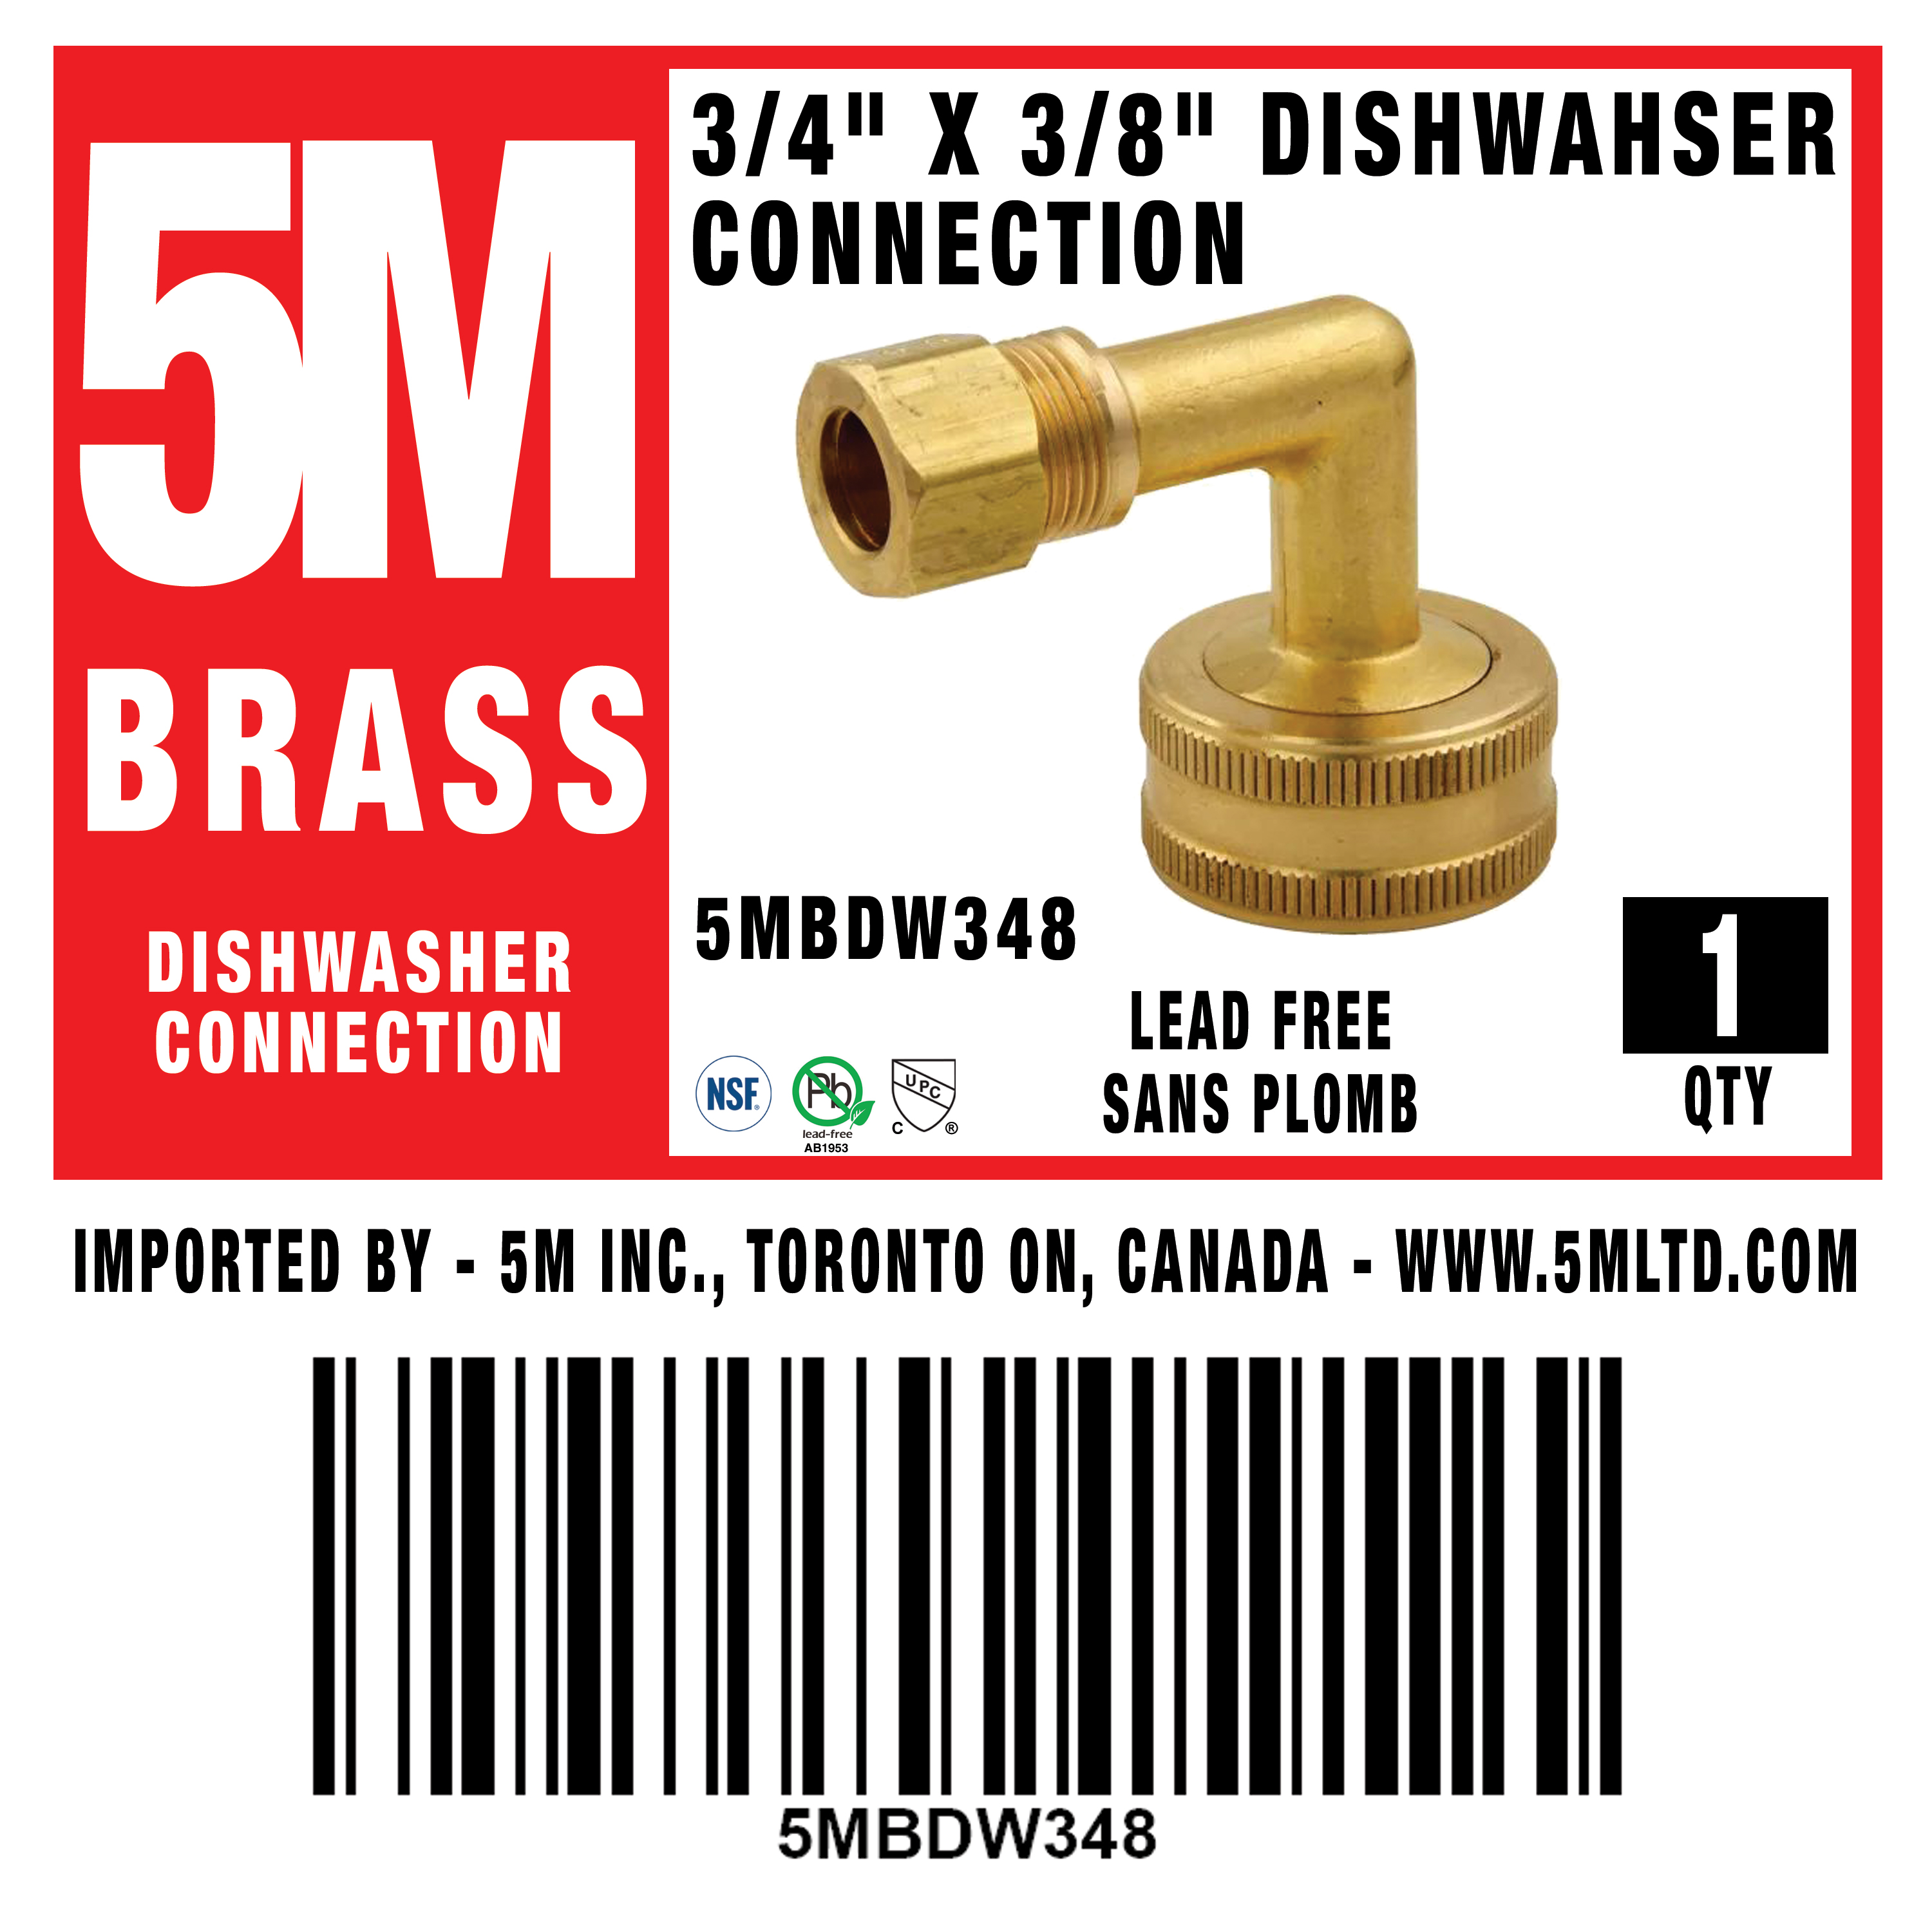 5M
BRASS
DISHWASHER
CONNECTION
3/4" X 3/8" DISHWAHSER
CONNECTION
5MBDW348
NSF®
Pb
lead-free
AB1953
UPC
C ®
LEAD FREE
SANS PLOMB
1
QTY
IMPORTED BY - 5M INC., TORONTO ON, CANADA - WWW.5MLTD.COM
5MBDW348